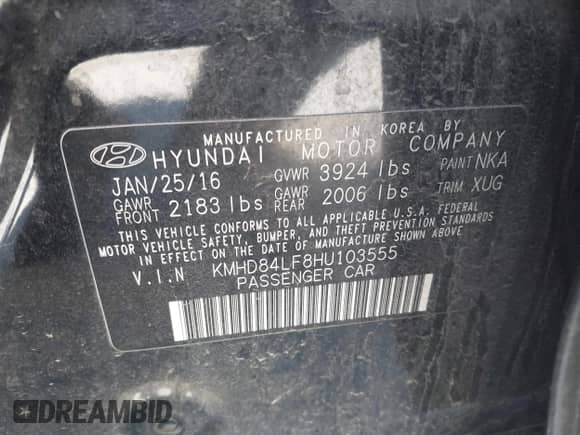 MANUFACTURED IN KOREA BY
HYUNDAI MOTOR COMPANY
JAN/25/16 GVWR 3924 lbs PAINT NKA
GAWR FRONT 2183 lbs GAWR REAR 2006 lbs TRIM XUG
THIS VEHICLE CONFORMS TO ALL APPLICABLE U.S.A. FEDERAL
MOTOR VEHICLE SAFETY, BUMPER, AND THEFT PREVENTION STANDARDS
IN EFFECT ON THE DATE OF MANUFACTURE SHOWN ABOVE.
V.I.N KMHD84LF8HU103555
PASSENGER CAR
DREAMBID